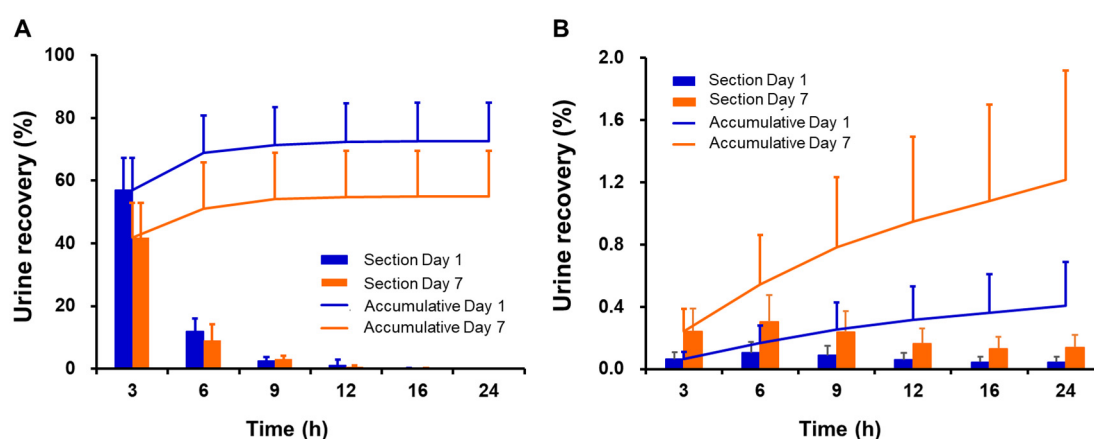 A
Urine recovery (%)
100
80
60
40
20
0
3 6 9 12 16 24
Time (h)
Section Day 1
Section Day 7
Accumulative Day 1
Accumulative Day 7
B
Urine recovery (%)
2.0
1.6
1.2
0.8
0.4
0.0
3 6 9 12 16 24
Time (h)
Section Day 1
Section Day 7
Accumulative Day 1
Accumulative Day 7